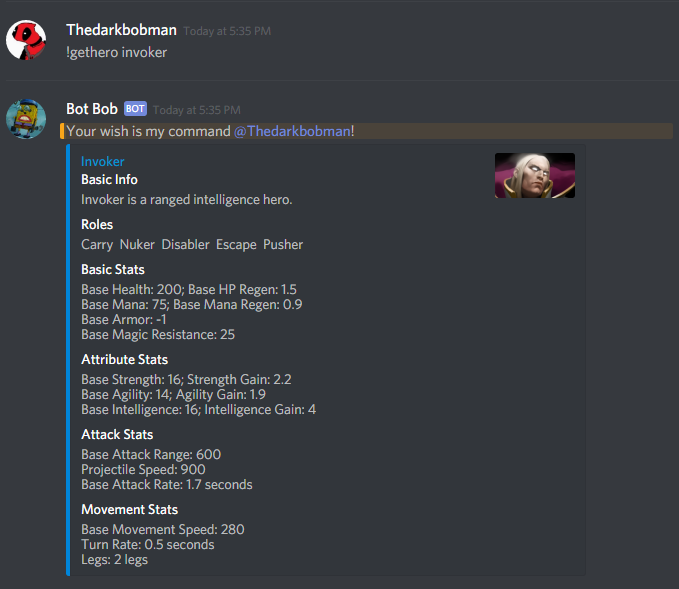 Thedarkbobman Today at 5:35 PM
!gethero invoker
Bot Bob BOT Today at 5:35 PM
Your wish is my command @Thedarkbobman!
Invoker
Basic Info
Invoker is a ranged intelligence hero.
Roles
Carry Nuker Disabler Escape Pusher
Basic Stats
Base Health: 200; Base HP Regen: 1.5
Base Mana: 75; Base Mana Regen: 0.9
Base Armor: -1
Base Magic Resistance: 25
Attribute Stats
Base Strength: 16; Strength Gain: 2.2
Base Agility: 14; Agility Gain: 1.9
Base Intelligence: 16; Intelligence Gain: 4
Attack Stats
Base Attack Range: 600
Projectile Speed: 900
Base Attack Rate: 1.7 seconds
Movement Stats
Base Movement Speed: 280
Turn Rate: 0.5 seconds
Legs: 2 legs